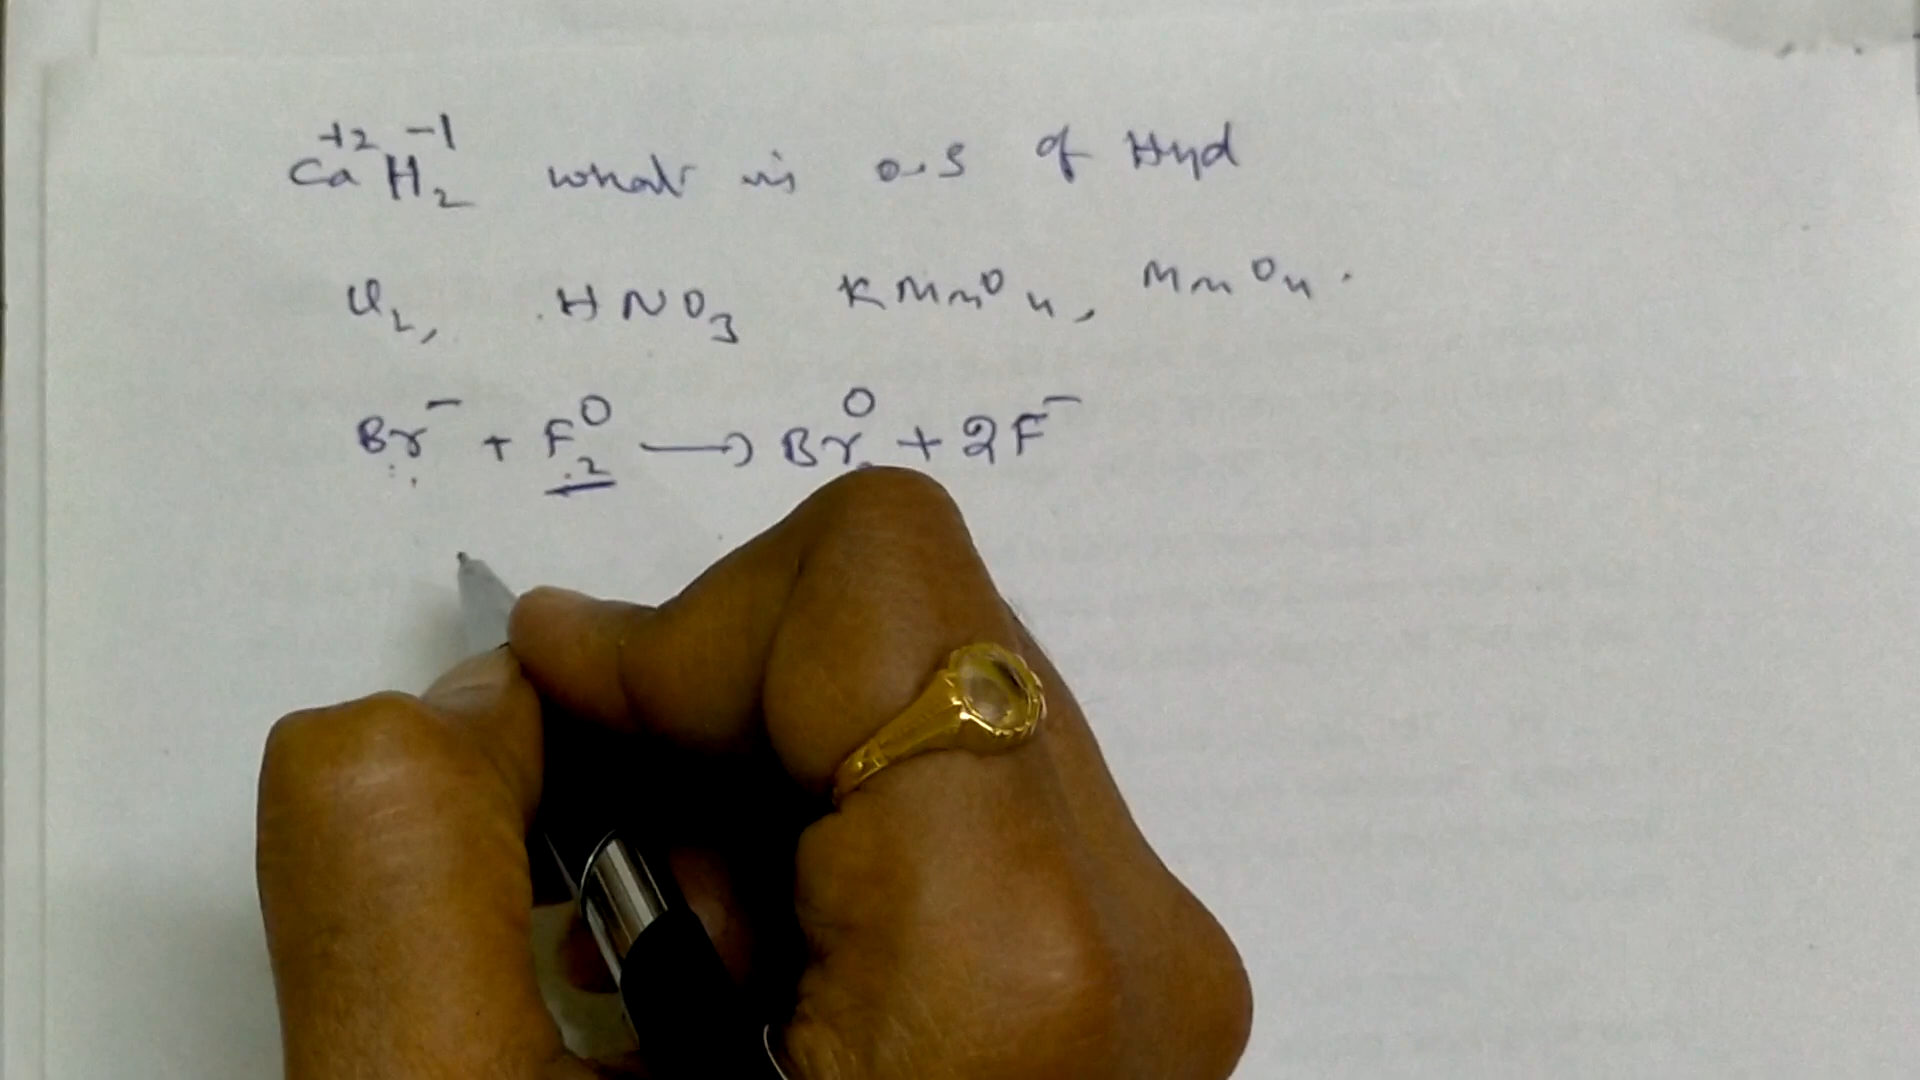 Ca⁺² H₂⁻¹ what is o.s of Hyd
Cl₂, HNO₃ KMnO₄, MnO₄.
Br⁻ + F₂⁰ ⟶ Br⁰ + 2F⁻